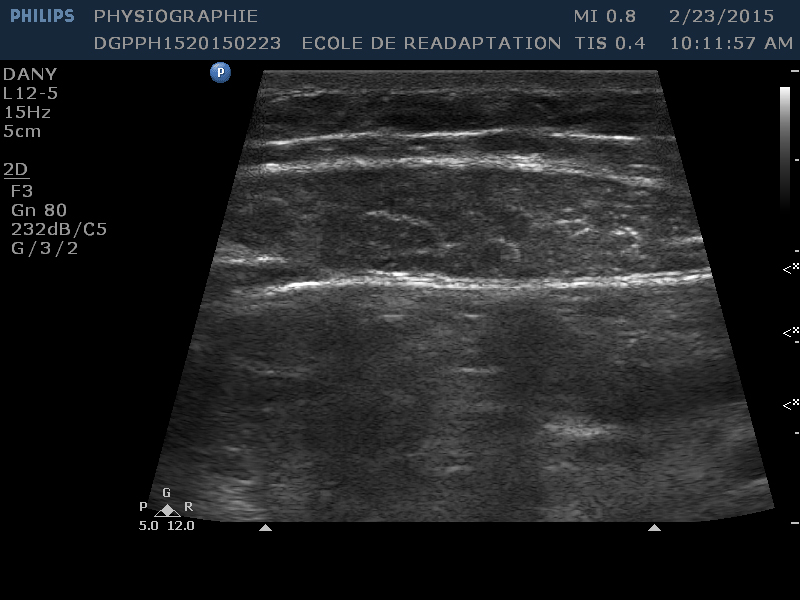 PHILIPS PHYSIOGRAPHIE MI 0.8 2/23/2015
DGPPH1520150223 ECOLE DE READAPTATION TIS 0.4 10:11:57 AM
DANY
L12-5
15Hz
5cm
P
2D
F3
Gn 80
232dB/C5
G/3/2
G
P R
5.0 12.0